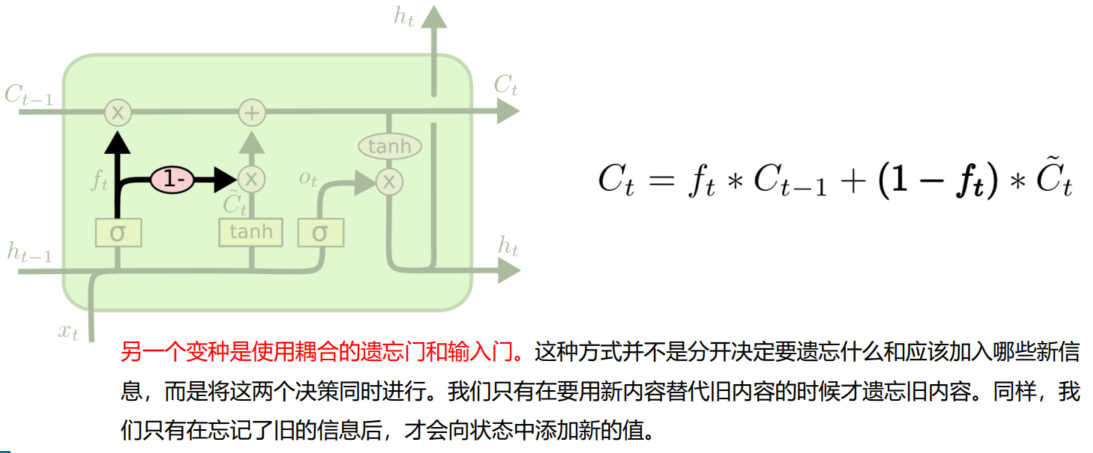 h_t
C_{t-1}
C_t
x
+
tanh
f_t
1-
x
o_t
x
C̃_t
σ
tanh
σ
h_{t-1}
h_t
x_t
C_t = f_t * C_{t-1} + (1 − f_t) * C̃_t
另一个变种是使用耦合的遗忘门和输入门。这种方式并不是分开决定要遗忘什么和应该加入哪些新信
息，而是将这两个决策同时进行。我们只有在要用新内容替代旧内容的时候才遗忘旧内容。同样，我
们只有在忘记了旧的信息后，才会向状态中添加新的值。